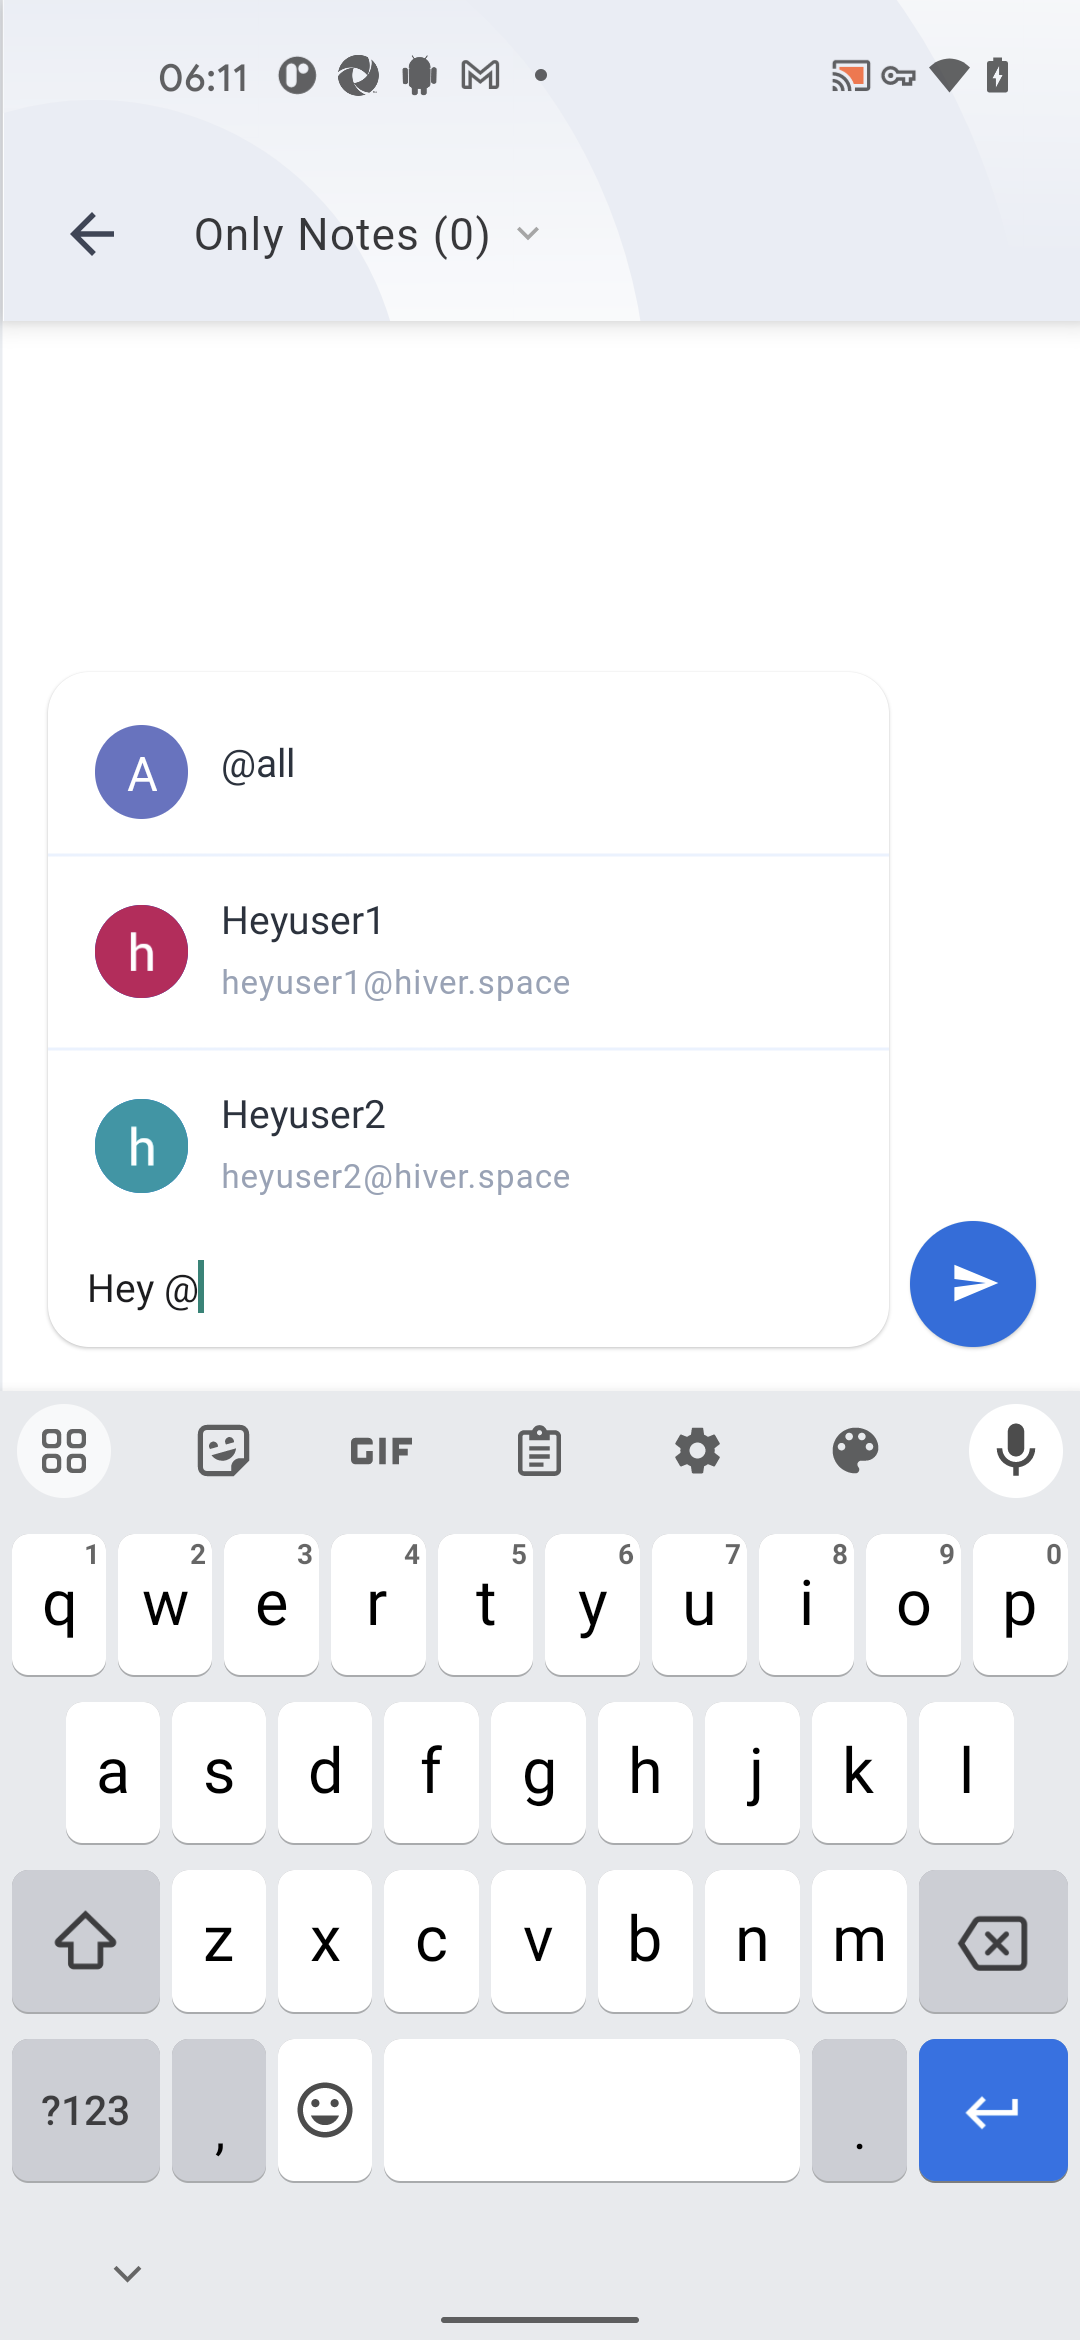 06:11
Only Notes (0)
A @all
h Heyuser1
heyuser1@hiver.space
h Heyuser2
heyuser2@hiver.space
Hey @
GIF
1 2 3 4 5 6 7 8 9 0
q w e r t y u i o p
a s d f g h j k l
z x c v b n m
?123 , .